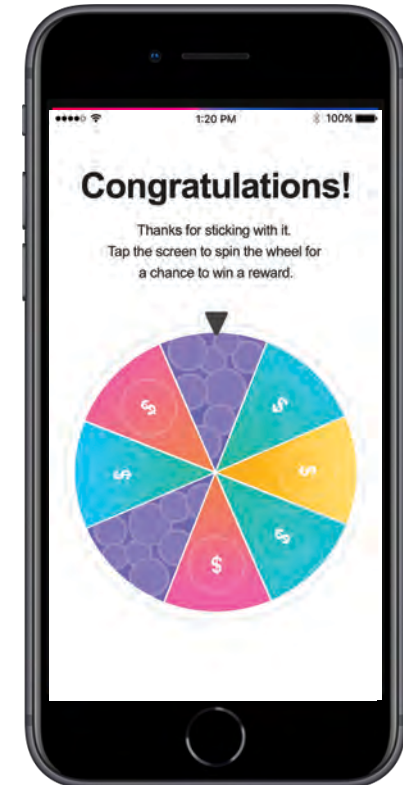 1:20 PM
100%
Congratulations!
Thanks for sticking with it.
Tap the screen to spin the wheel for
a chance to win a reward.
$
$
$
$
$
$